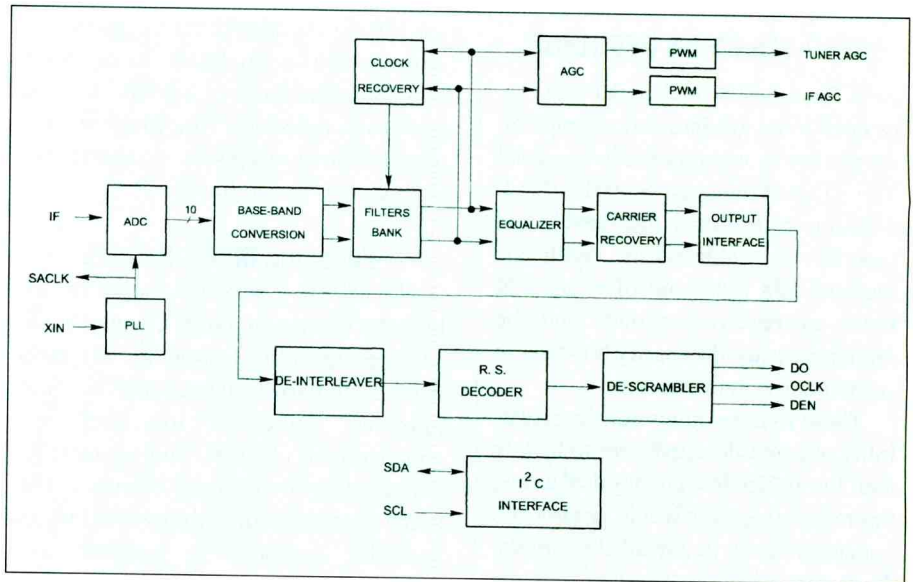 CLOCK
RECOVERY
AGC
PWM
TUNER AGC
PWM
IF AGC
IF
ADC
10
BASE-BAND
CONVERSION
FILTERS
BANK
EQUALIZER
CARRIER
RECOVERY
OUTPUT
INTERFACE
SACLK
XIN
PLL
DE-INTERLEAVER
R. S.
DECODER
DE-SCRAMBLER
DO
OCLK
DEN
SDA
SCL
I²C
INTERFACE